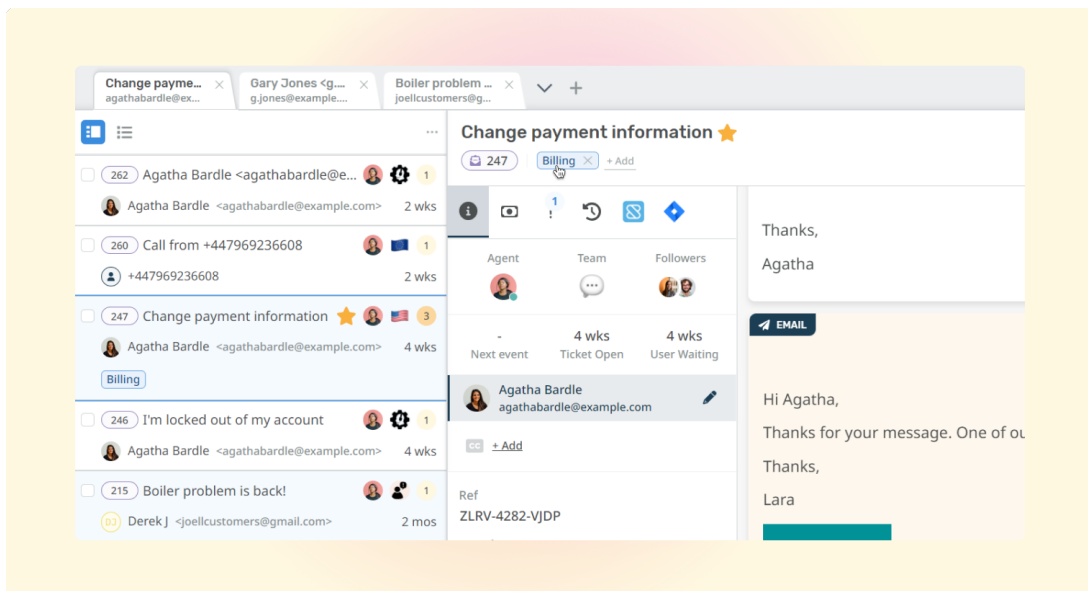 Change payme...
agathabardle@ex...
Gary Jones <g....
g.jones@example....
Boiler problem ...
joellcustomers@g...
262 Agatha Bardle <agathabardle@e... 1
Agatha Bardle <agathabardle@example.com> 2 wks
260 Call from +447969236608 1
+447969236608 2 wks
247 Change payment information 3
Agatha Bardle <agathabardle@example.com> 4 wks
Billing
246 I'm locked out of my account 1
Agatha Bardle <agathabardle@example.com> 4 wks
215 Boiler problem is back! 1
DJ Derek J <joellcustomers@gmail.com> 2 mos
Change payment information
247 Billing + Add
1
Agent Team Followers
- 4 wks 4 wks
Next event Ticket Open User Waiting
Agatha Bardle
agathabardle@example.com
CC + Add
Ref
ZLRV-4282-VJDP
Thanks,
Agatha
EMAIL
Hi Agatha,
Thanks for your message. One of
Thanks,
Lara